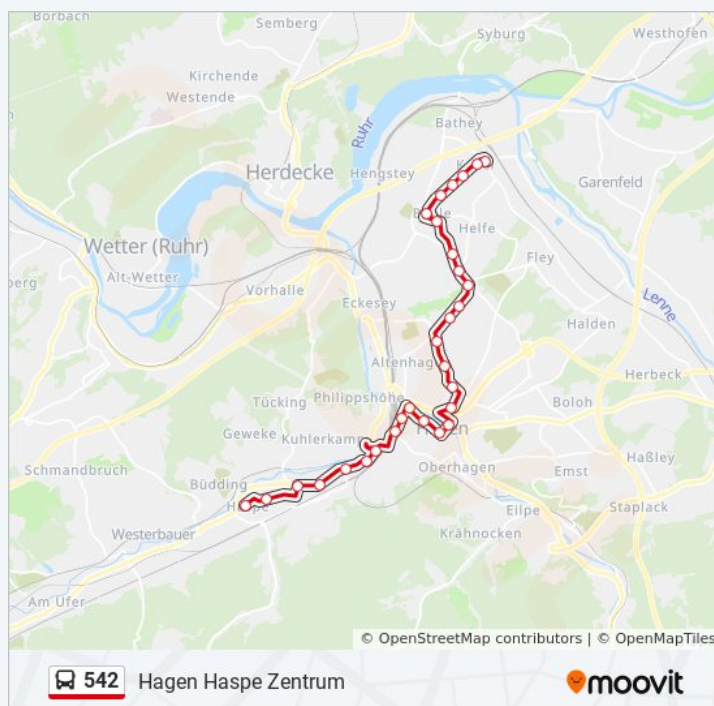 Borbach
Syburg
Westhofen
Semberg
Kirchende
Westende
Bathey
Ruhr
Hengstey
Herdecke
Garenfeld
Helfe
Wetter (Ruhr)
Alt-Wetter
Fley
Vorhalle
Eckesey
Lenne
Halden
Altenhag
Herbeck
Philippshöhe
Tücking
Boloh
Geweke
Kuhlerkam
Haßley
Schmandbruch
Oberhagen
Emst
Büdding
Staplack
Eilpe
Westerbauer
Krähnocken
Am Ufer
© OpenStreetMap contributors | © OpenMapTiles
542 Hagen Haspe Zentrum
moovit